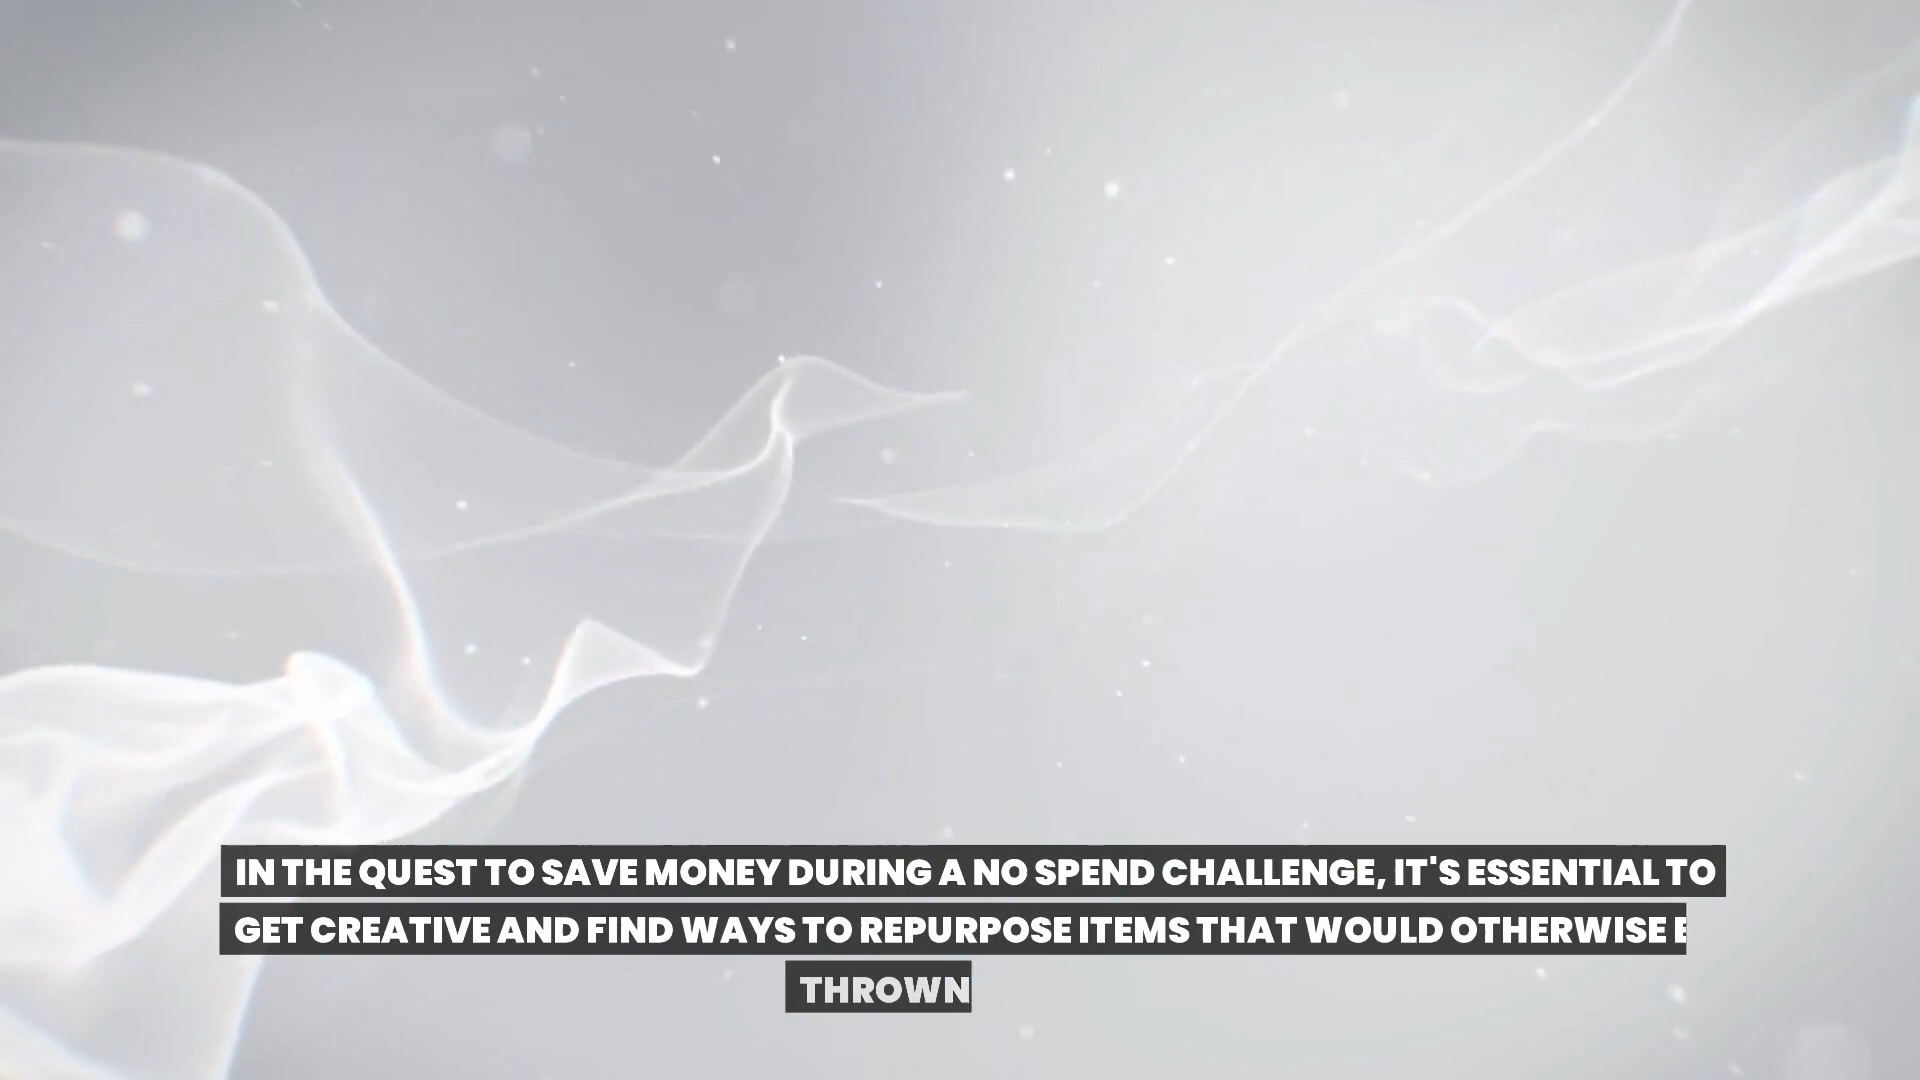 IN THE QUEST TO SAVE MONEY DURING A NO SPEND CHALLENGE, IT'S ESSENTIAL TO
GET CREATIVE AND FIND WAYS TO REPURPOSE ITEMS THAT WOULD OTHERWISE
THROWN